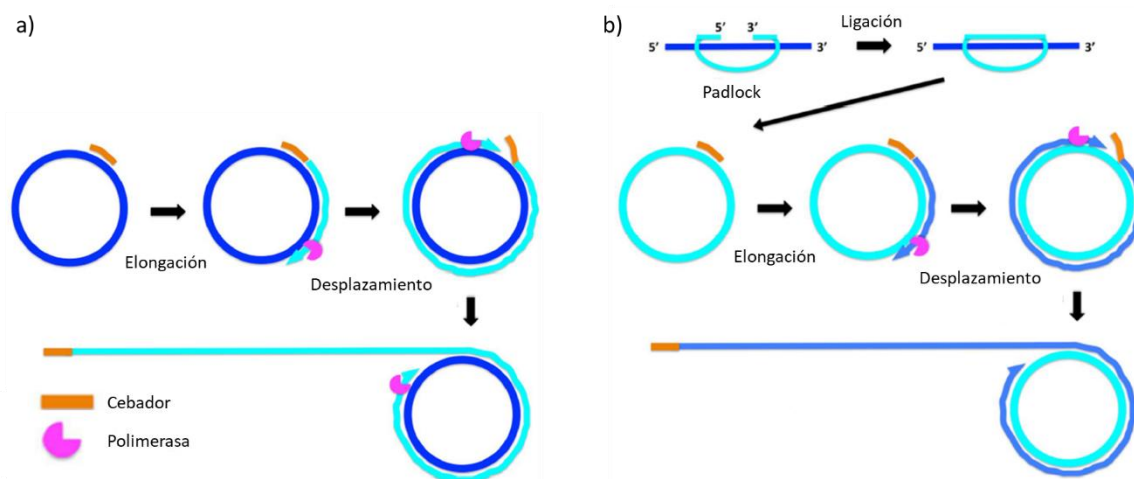 a)
Elongación
Desplazamiento
Cebador
Polimerasa
b)
5’ 3’
Ligación
5’ 3’ 5’ 3’
Padlock
Elongación
Desplazamiento